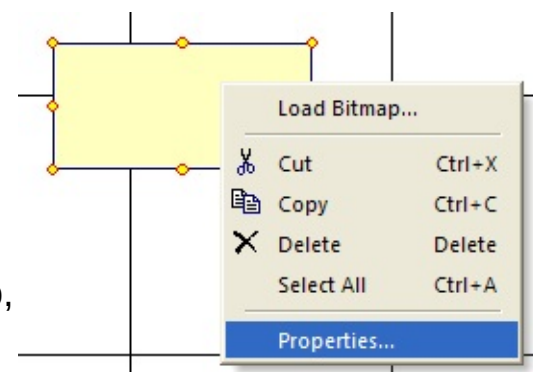 Load Bitmap...
Cut Ctrl+X
Copy Ctrl+C
Delete Delete
Select All Ctrl+A
,
Properties...